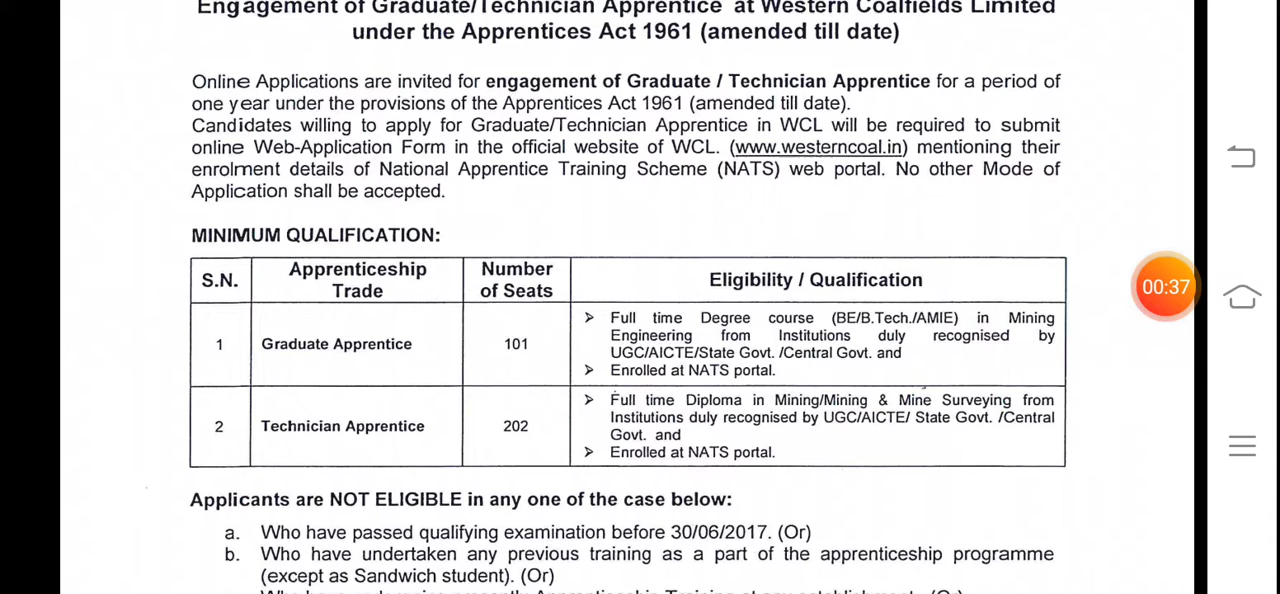 Engagement of Graduate/Technician Apprentice at Western Coalfields Limited
under the Apprentices Act 1961 (amended till date)
Online Applications are invited for engagement of Graduate / Technician Apprentice for a period of
one year under the provisions of the Apprentices Act 1961 (amended till date).
Candidates willing to apply for Graduate/Technician Apprentice in WCL will be required to submit
online Web-Application Form in the official website of WCL. (www.westerncoal.in) mentioning their
enrolment details of National Apprentice Training Scheme (NATS) web portal. No other Mode of
Application shall be accepted.
MINIMUM QUALIFICATION:
S.N.
Apprenticeship
Trade
Number
of Seats
Eligibility / Qualification
1
Graduate Apprentice
101
➢ Full time Degree course (BE/B.Tech./AMIE) in Mining
Engineering from Institutions duly recognised by
UGC/AICTE/State Govt. /Central Govt. and
➢ Enrolled at NATS portal.
2
Technician Apprentice
202
➢ Full time Diploma in Mining/Mining & Mine Surveying from
Institutions duly recognised by UGC/AICTE/ State Govt. /Central
Govt. and
➢ Enrolled at NATS portal.
Applicants are NOT ELIGIBLE in any one of the case below:
a. Who have passed qualifying examination before 30/06/2017. (Or)
b. Who have undertaken any previous training as a part of the apprenticeship programme
(except as Sandwich student). (Or)
00:37